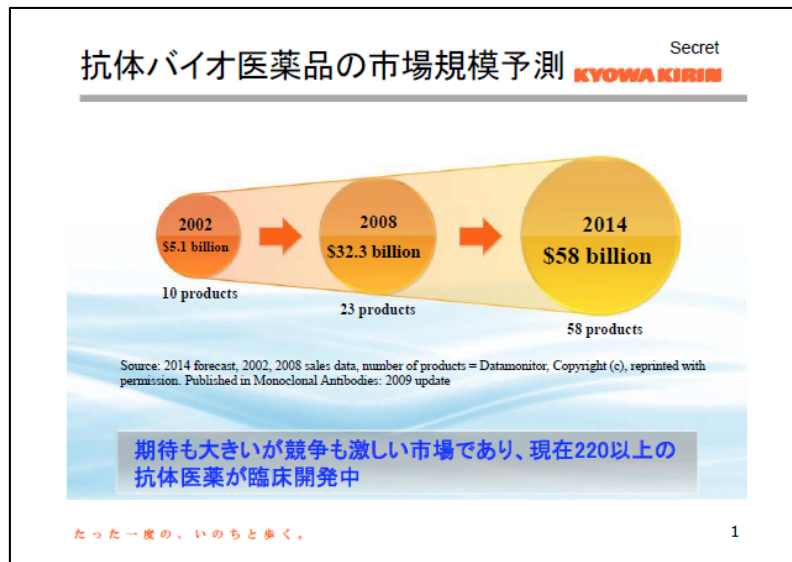 Secret
抗体バイオ医薬品の市場規模予測
KYOWA KIRIN
2002
$5.1 billion
10 products
2008
$32.3 billion
23 products
2014
$58 billion
58 products
Source: 2014 forecast, 2002, 2008 sales data, number of products = Datamonitor, Copyright (c), reprinted with
permission. Published in Monoclonal Antibodies: 2009 update
期待も大きいが競争も激しい市場であり、現在220以上の
抗体医薬が臨床開発中
たった一度の、いのちと歩く。
1